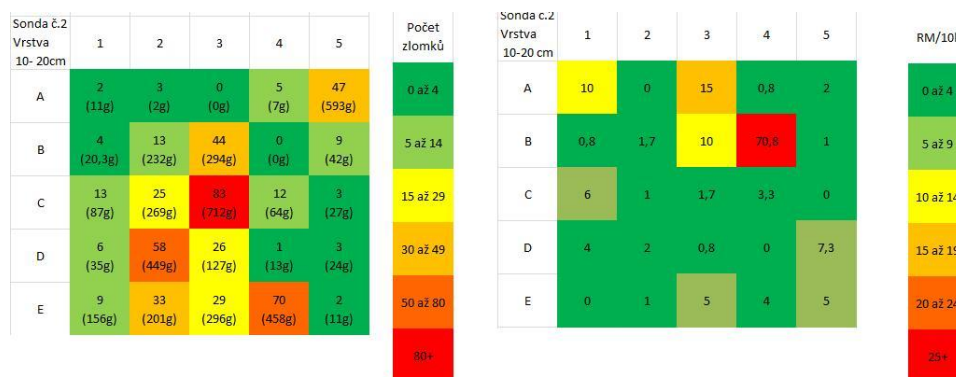 Sonda č.2
Vrstva
10- 20cm
1 2 3 4 5
A
2 3 0 5 47
(11g) (2g) (0g) (7g) (593g)
B
4 13 44 0 9
(20,3g) (232g) (294g) (0g) (42g)
C
13 25 83 12 3
(87g) (269g) (712g) (64g) (27g)
D
6 58 26 1 3
(35g) (449g) (127g) (13g) (24g)
E
9 33 29 70 2
(156g) (201g) (296g) (458g) (11g)
Počet
zlomků
0 až 4
5 až 14
15 až 29
30 až 49
50 až 80
80+
Sonda č.2
Vrstva
10-20 cm
1 2 3 4 5
A 10 0 15 0,8 2
B 0,8 1,7 10 70,8 1
C 6 1 1,7 3,3 0
D 4 2 0,8 0 7,3
E 0 1 5 4 5
0 až 4
5 až 9
10 až 14
15 až 19
20 až 24
25+